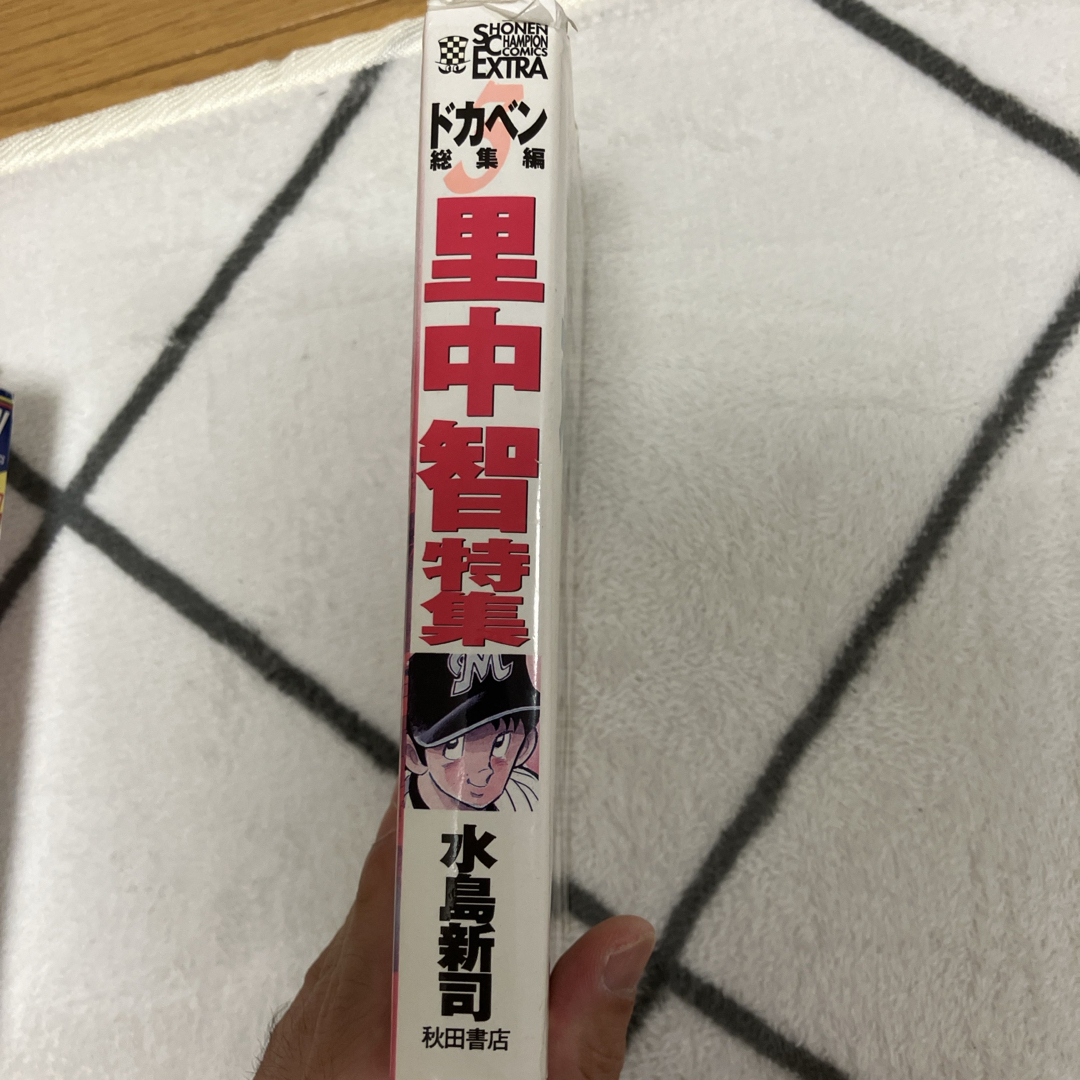 SHONEN
CHAMPION
COMICS
EXTRA
ドカベン
総集編
5
里中智
特集
M
水島新司
秋田書店